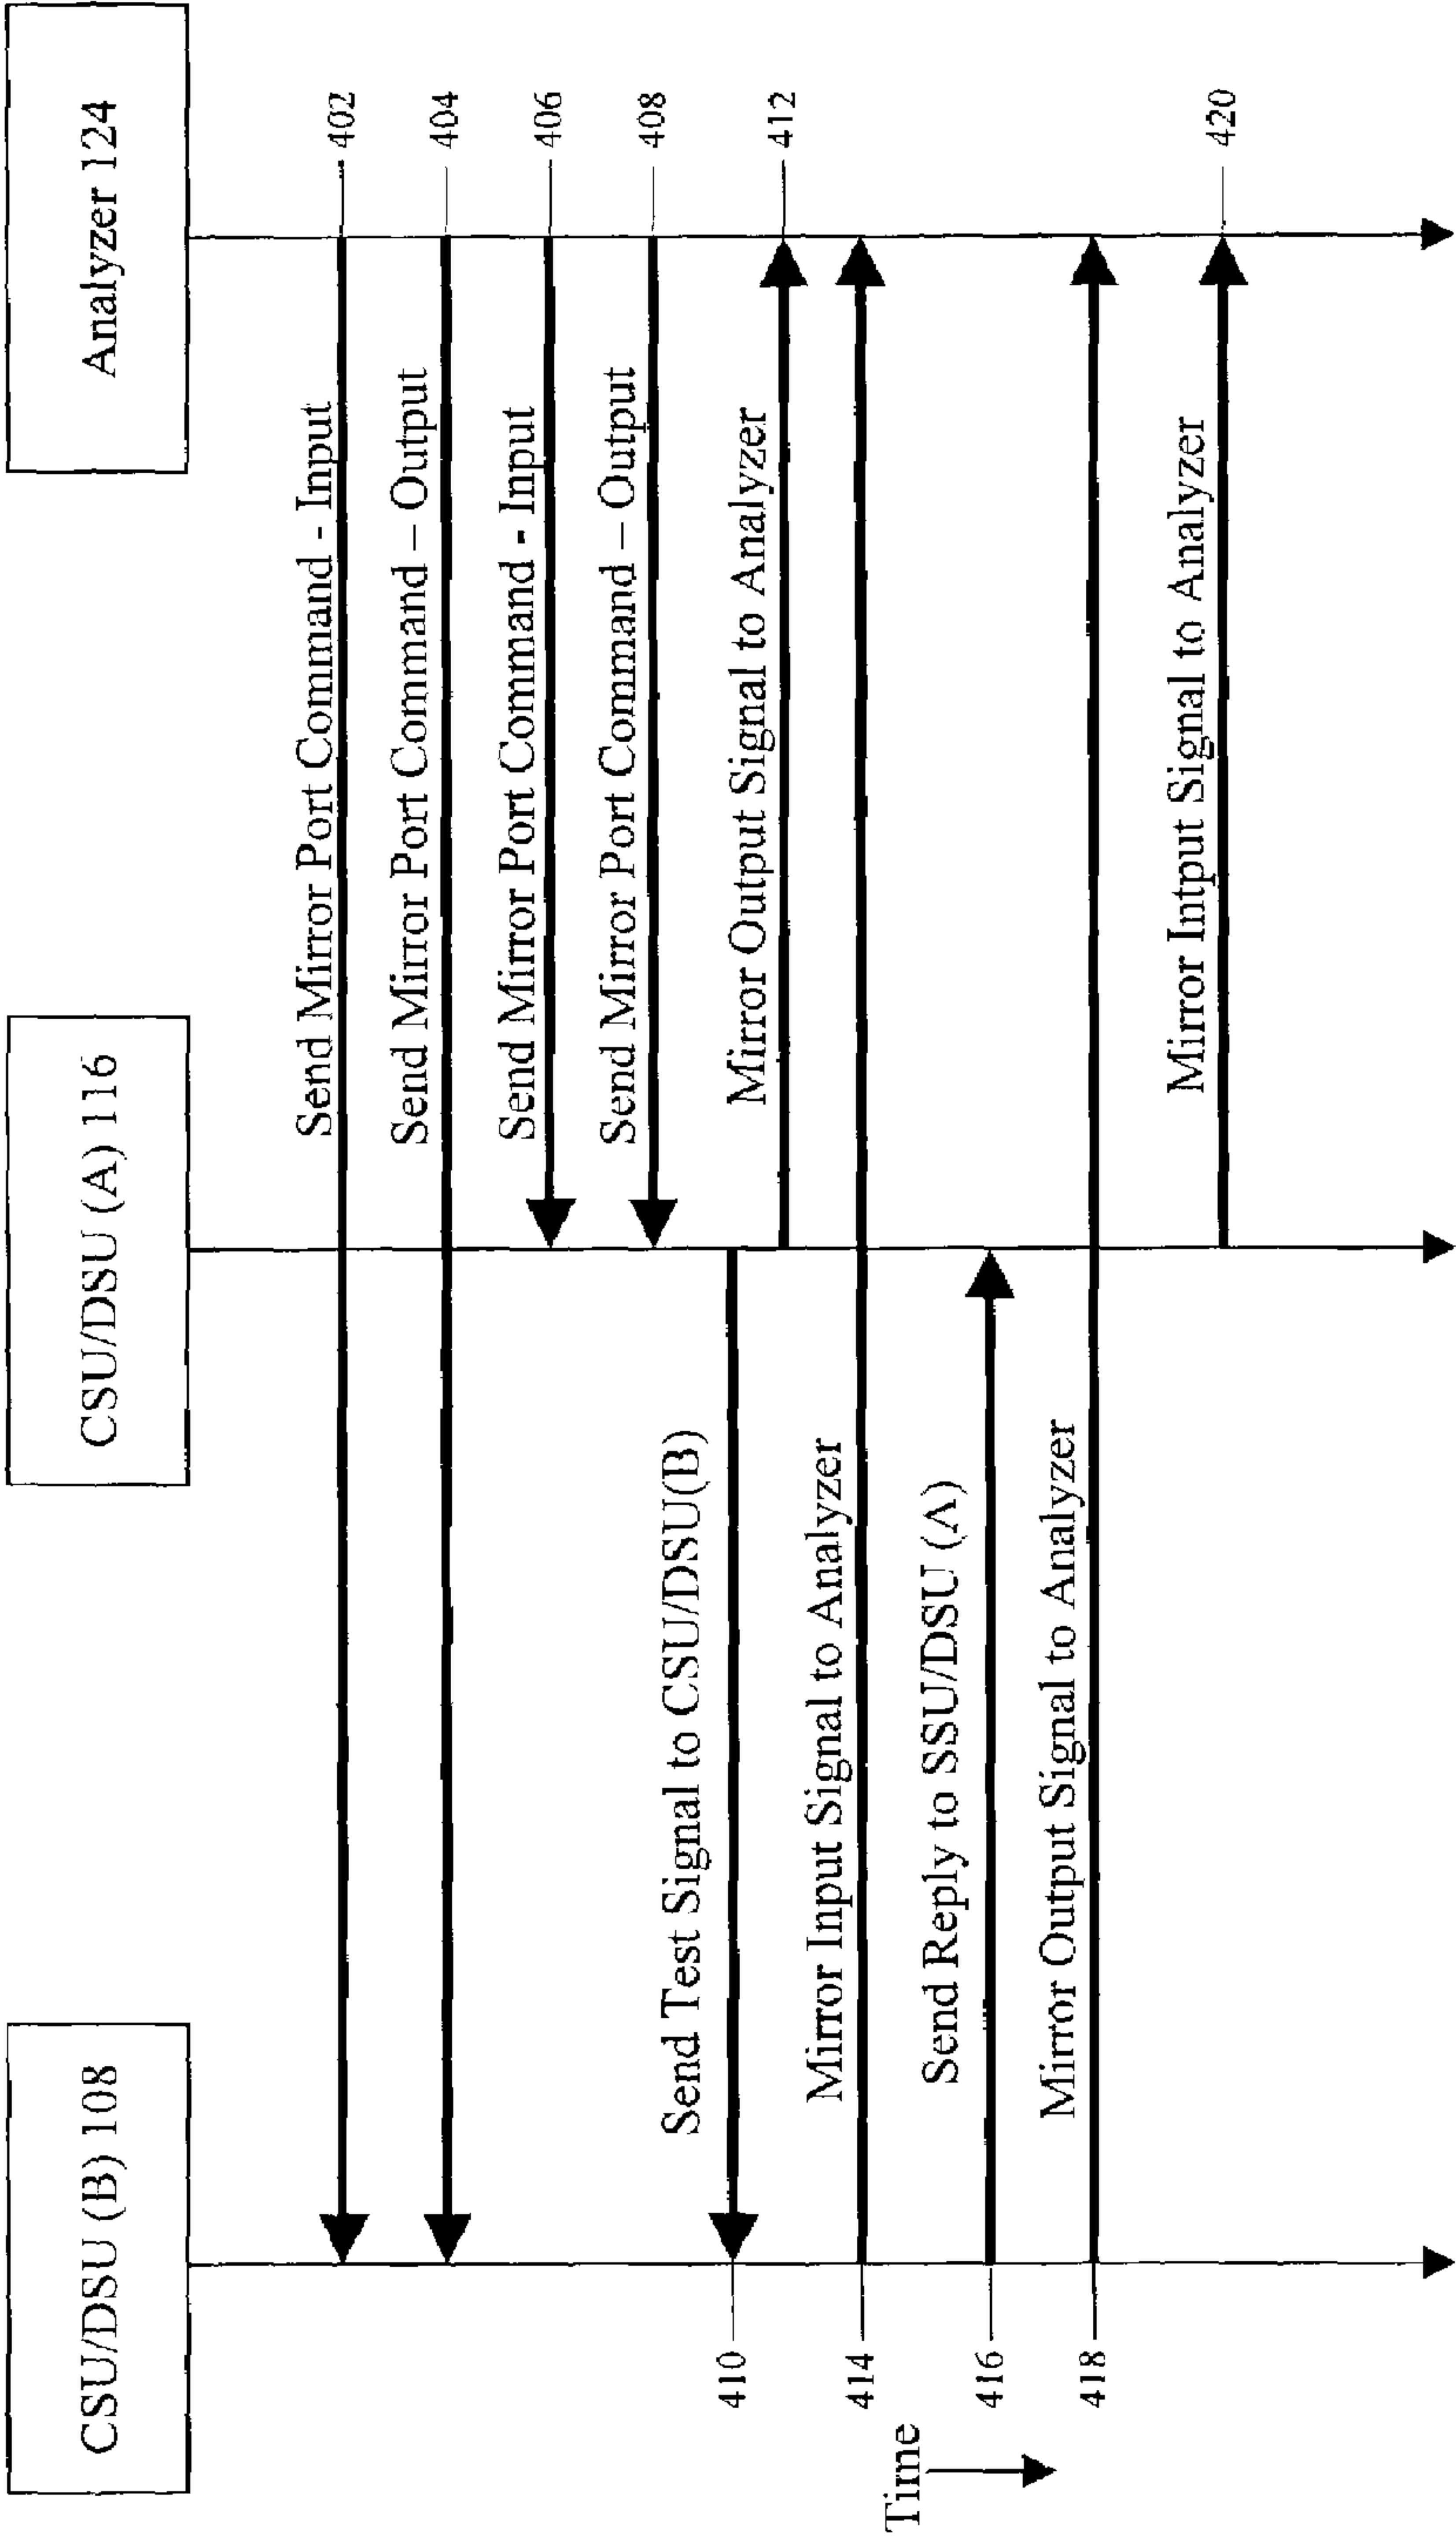 CSU/DSU (B) 108
CSU/DSU (A) 116
Analyzer 124
Send Mirror Port Command - Input
402
Send Mirror Port Command – Output
404
Send Mirror Port Command - Input
406
Send Mirror Port Command – Output
408
410
Send Test Signal to CSU/DSU(B)
Mirror Output Signal to Analyzer
412
414
Mirror Input Signal to Analyzer
Time
416
Send Reply to SSU/DSU (A)
418
Mirror Output Signal to Analyzer
Mirror Intput Signal to Analyzer
420